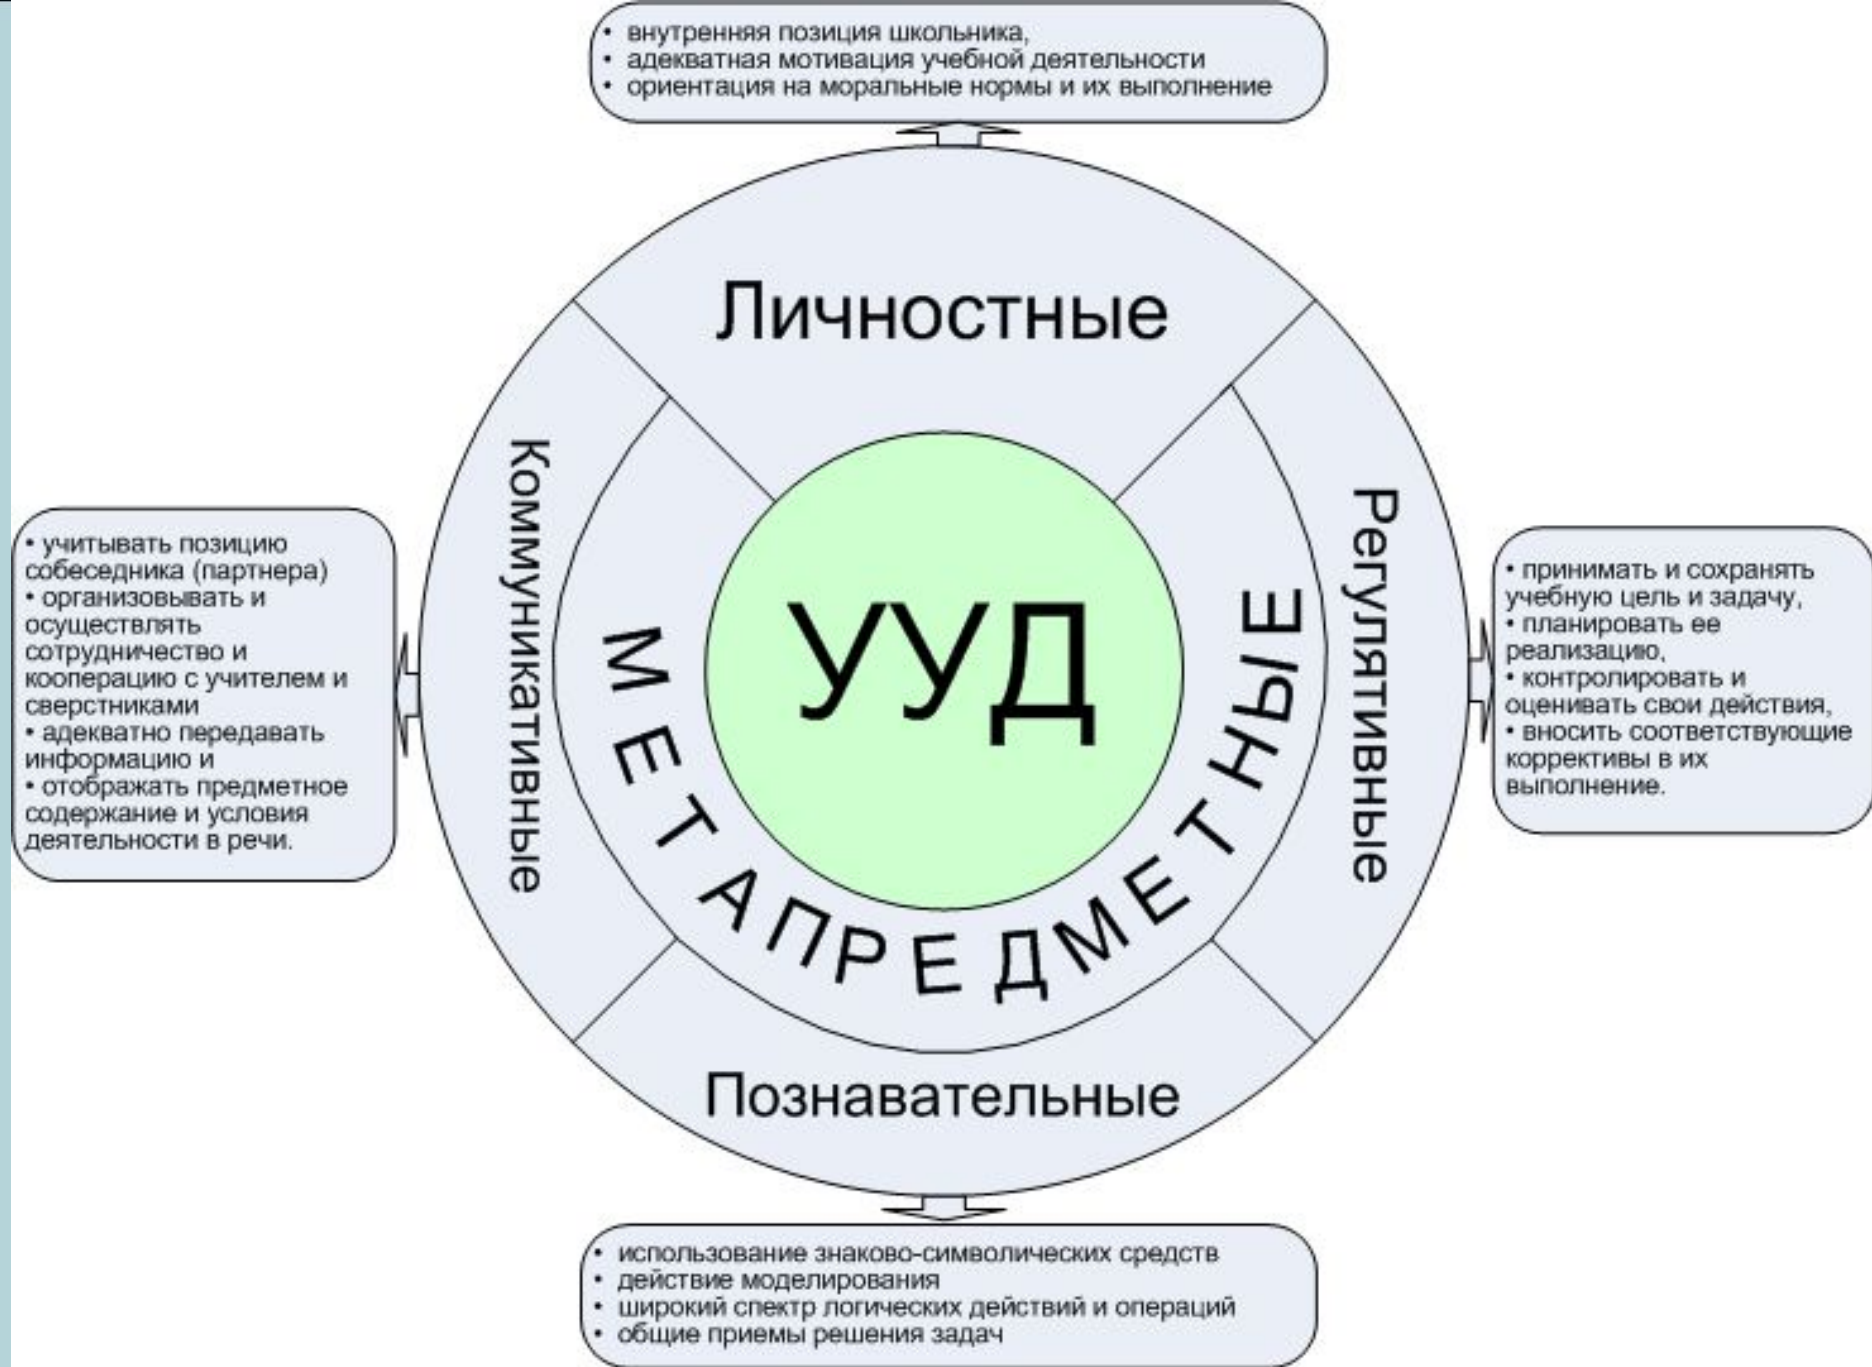 • внутренняя позиция школьника,
• адекватная мотивация учебной деятельности
• ориентация на моральные нормы и их выполнение
Личностные
Коммуникативные
• учитывать позицию
собеседника (партнера)
• организовывать и
осуществлять
сотрудничество и
кооперацию с учителем и
сверстниками
• адекватно передавать
информацию и
• отображать предметное
содержание и условия
деятельности в речи.
УУД
МЕТАПРЕДМЕТНЫЕ
Регулятивные
• принимать и сохранять
учебную цель и задачу,
• планировать ее
реализацию,
• контролировать и
оценивать свои действия,
• вносить соответствующие
коррективы в их
выполнение.
Познавательные
• использование знаково-символических средств
• действие моделирования
• широкий спектр логических действий и операций
• общие приемы решения задач